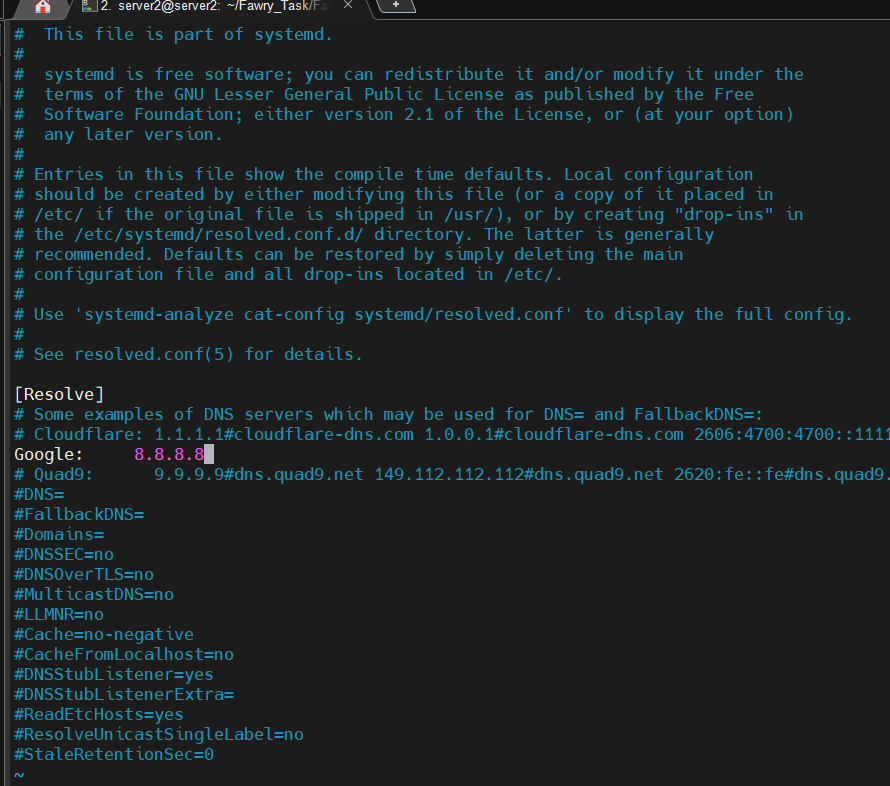 2. server2@server2: ~/Fawry_Task/Fa
#  This file is part of systemd.
#
#  systemd is free software; you can redistribute it and/or modify it under the
#  terms of the GNU Lesser General Public License as published by the Free
#  Software Foundation; either version 2.1 of the License, or (at your option)
#  any later version.
#
# Entries in this file show the compile time defaults. Local configuration
# should be created by either modifying this file (or a copy of it placed in
# /etc/ if the original file is shipped in /usr/), or by creating "drop-ins" in
# the /etc/systemd/resolved.conf.d/ directory. The latter is generally
# recommended. Defaults can be restored by simply deleting the main
# configuration file and all drop-ins located in /etc/.
#
# Use 'systemd-analyze cat-config systemd/resolved.conf' to display the full config.
#
# See resolved.conf(5) for details.
[Resolve]
# Some examples of DNS servers which may be used for DNS= and FallbackDNS=:
# Cloudflare: 1.1.1.1#cloudflare-dns.com 1.0.0.1#cloudflare-dns.com 2606:4700:4700::1111
Google:     8.8.8.8
# Quad9:      9.9.9.9#dns.quad9.net 149.112.112.112#dns.quad9.net 2620:fe::fe#dns.quad9.
#DNS=
#FallbackDNS=
#Domains=
#DNSSEC=no
#DNSOverTLS=no
#MulticastDNS=no
#LLMNR=no
#Cache=no-negative
#CacheFromLocalhost=no
#DNSStubListener=yes
#DNSStubListenerExtra=
#ReadEtcHosts=yes
#ResolveUnicastSingleLabel=no
#StaleRetentionSec=0
~